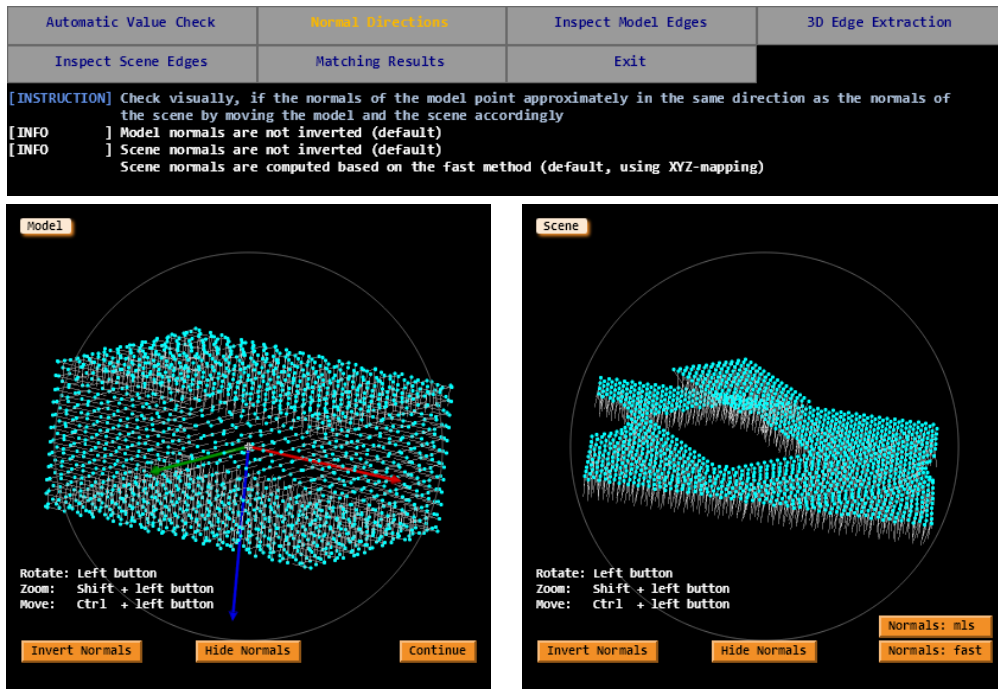 Automatic Value Check
Normal Directions
Inspect Model Edges
3D Edge Extraction
Inspect Scene Edges
Matching Results
Exit
[INSTRUCTION] Check visually, if the normals of the model point approximately in the same direction as the normals of
the scene by moving the model and the scene accordingly
[INFO       ] Model normals are not inverted (default)
[INFO       ] Scene normals are not inverted (default)
Scene normals are computed based on the fast method (default, using XYZ-mapping)
Model
Rotate: Left button
Zoom:   Shift + left button
Move:   Ctrl  + left button
Invert Normals
Hide Normals
Continue
Scene
Rotate: Left button
Zoom:   Shift + left button
Move:   Ctrl  + left button
Normals: mls
Invert Normals
Hide Normals
Normals: fast